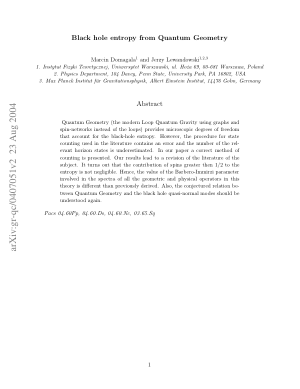 Black hole entropy from Quantum Geometry
Marcin Domagala¹ and Jerzy Lewandowski¹,²,³
1. Instytut Fizyki Teoretycznej, Uniwersytet Warszawski, ul. Hoża 69, 00-681 Warszawa, Poland
2. Physics Department, 104 Davey, Penn State, University Park, PA 16802, USA
3. Max Planck Institut für Gravitationsphysik, Albert Einstein Institut, 14476 Golm, Germany
Abstract
Quantum Geometry (the modern Loop Quantum Gravity using graphs and
spin-networks instead of the loops) provides microscopic degrees of freedom
that account for the black-hole entropy. However, the procedure for state
counting used in the literature contains an error and the number of the
relevant horizon states is underestimated. In our paper a correct method of
counting is presented. Our results lead to a revision of the literature of the
subject. It turns out that the contribution of spins greater then 1/2 to the
entropy is not negligible. Hence, the value of the Barbero-Immirzi parameter
involved in the spectra of all the geometric and physical operators in this
theory is different than previously derived. Also, the conjectured relation
between Quantum Geometry and the black hole quasi-normal modes should be
understood again.
Pacs 04.60Pp, 04.60.Ds, 04.60.Nc, 03.65.Sq
1
arXiv:gr-qc/0407051v2 23 Aug 2004